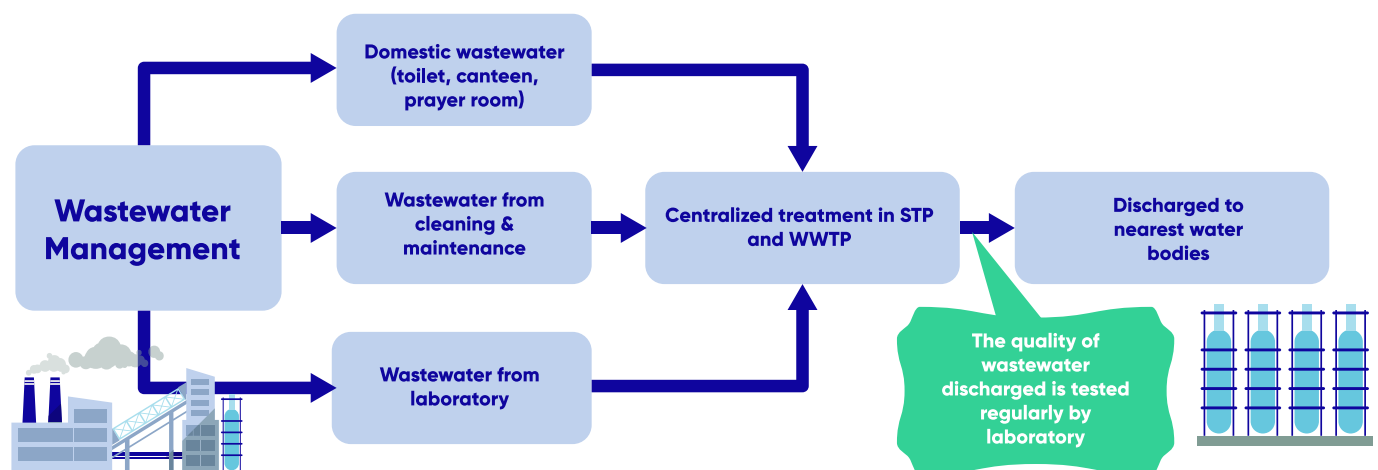 Domestic wastewater
(toilet, canteen,
prayer room)
Wastewater
Management
Wastewater from
cleaning &
maintenance
Centralized treatment in STP
and WWTP
Discharged to
nearest water
bodies
Wastewater from
laboratory
The quality of
wastewater
discharged is tested
regularly by
laboratory